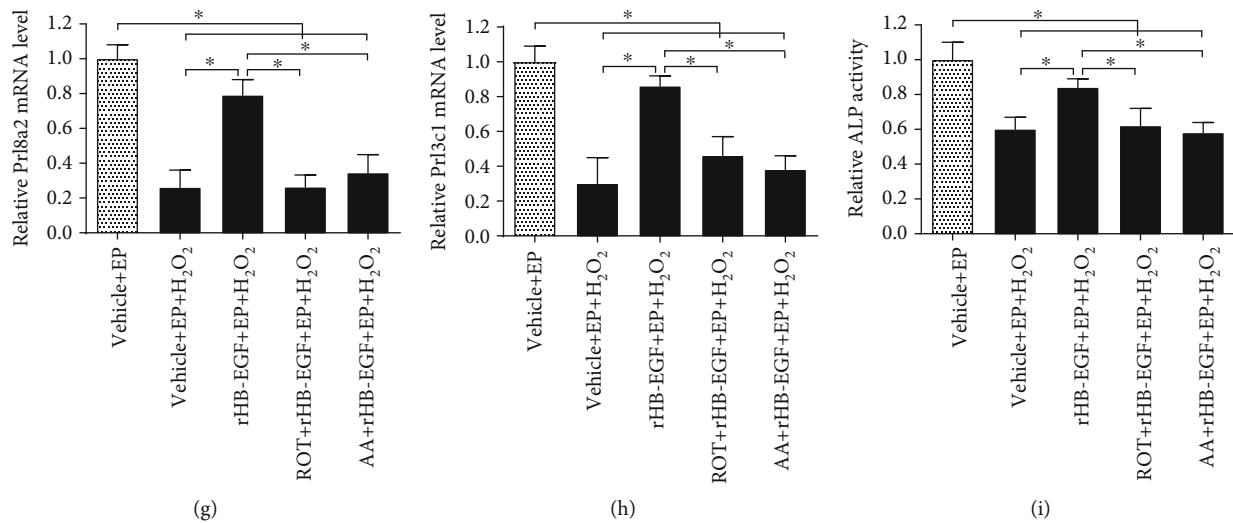 Relative Prl8a2 mRNA level
1.2
1.0
0.8
0.6
0.4
0.2
0.0
*
*
*
*
Vehicle+EP
Vehicle+EP+H₂O₂
rHB-EGF+EP+H₂O₂
ROT+rHB-EGF+EP+H₂O₂
AA+rHB-EGF+EP+H₂O₂
(g)
Relative Prl3c1 mRNA level
1.2
1.0
0.8
0.6
0.4
0.2
0.0
*
*
*
*
Vehicle+EP
Vehicle+EP+H₂O₂
rHB-EGF+EP+H₂O₂
ROT+rHB-EGF+EP+H₂O₂
AA+rHB-EGF+EP+H₂O₂
(h)
Relative ALP activity
1.2
1.0
0.8
0.6
0.4
0.2
0.0
*
*
*
*
Vehicle+EP
Vehicle+EP+H₂O₂
rHB-EGF+EP+H₂O₂
ROT+rHB-EGF+EP+H₂O₂
AA+rHB-EGF+EP+H₂O₂
(i)